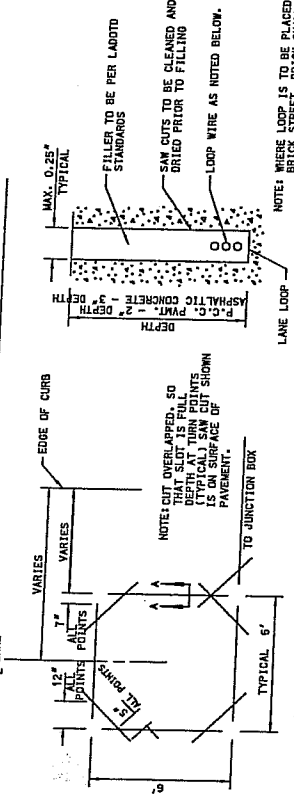 VARIES
EDGE OF CURB
VARIES
12"
ALL
POINTS
7"
ALL
POINTS
5"
ALL POINTS
A
A
6'
TYPICAL 6'
NOTE: CUT OVERLAPPED. SO
THAT SLOT IS FULL
DEPTH AT TURN POINTS
(TYPICAL) SAW CUT SHOWN
IS ON SURFACE OF
PAVEMENT.
TO JUNCTION BOX
MAX. 0.25"
TYPICAL
DEPTH
P.C.C. PVMT. - 2" DEPTH
ASPHALTIC CONCRETE - 3" DEPTH
FILLER TO BE PER LADOTD
STANDARDS
SAW CUTS TO BE CLEANED AND
DRIED PRIOR TO FILLING
LOOP WIRE AS NOTED BELOW.
LANE LOOP
NOTE: WHERE LOOP IS TO BE PLACED
BRICK STREET,